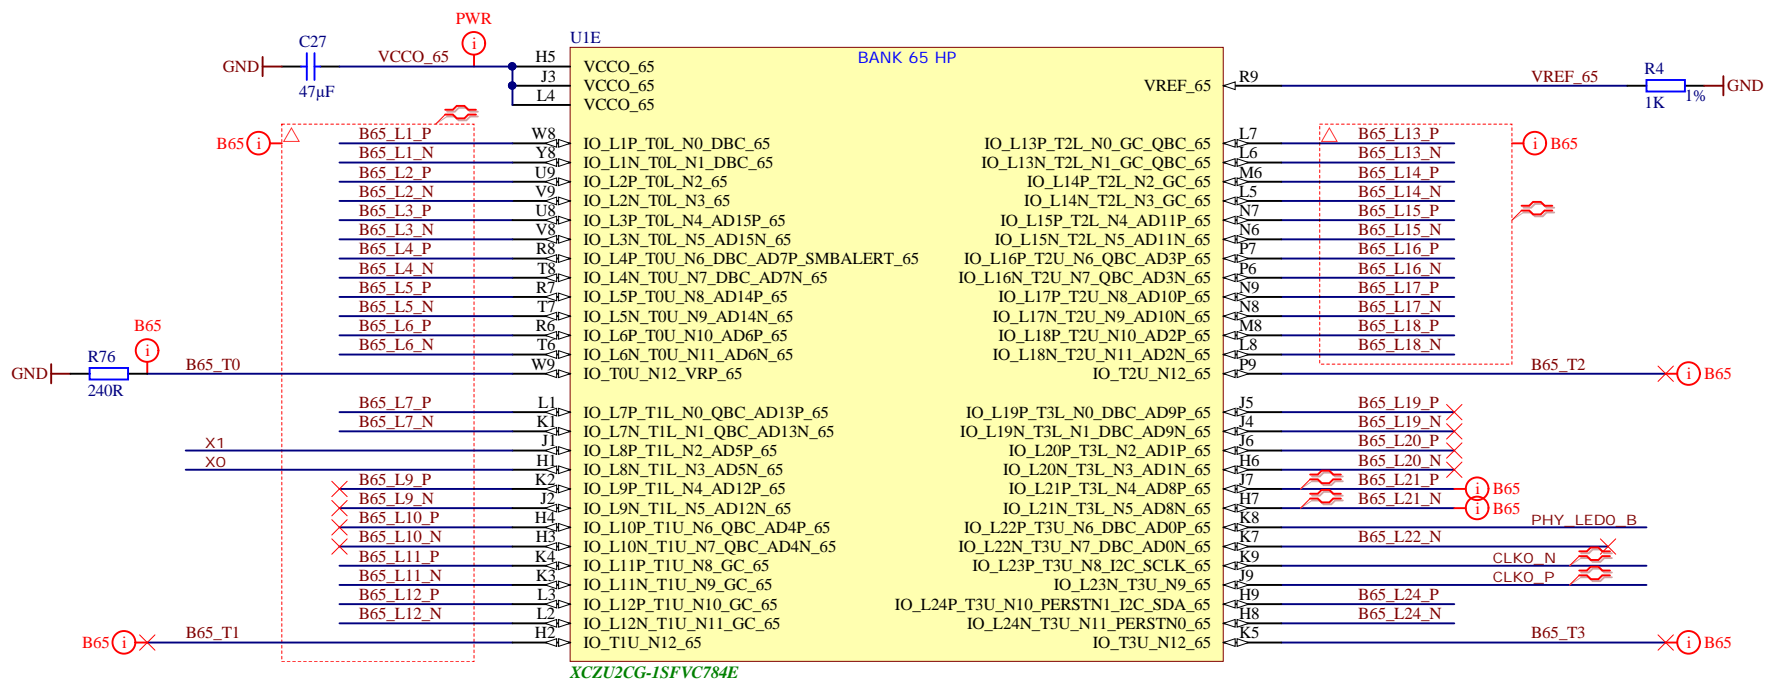 PWR
U1E
BANK 65 HP
C27
GND
VCCO_65
47µF
H5 VCCO_65
J3 VCCO_65
L4 VCCO_65
VREF_65 R9 VREF_65
R4
1K
1%
GND
B65
B65_L1_P W8 IO_L1P_T0L_N0_DBC_65
B65_L1_N Y8 IO_L1N_T0L_N1_DBC_65
B65_L2_P U9 IO_L2P_T0L_N2_65
B65_L2_N V9 IO_L2N_T0L_N3_65
B65_L3_P U8 IO_L3P_T0L_N4_AD15P_65
B65_L3_N V8 IO_L3N_T0L_N5_AD15N_65
B65_L4_P R8 IO_L4P_T0U_N6_DBC_AD7P_SMBALERT_65
B65_L4_N T8 IO_L4N_T0U_N7_DBC_AD7N_65
B65_L5_P R7 IO_L5P_T0U_N8_AD14P_65
B65_L5_N T7 IO_L5N_T0U_N9_AD14N_65
B65_L6_P R6 IO_L6P_T0U_N10_AD6P_65
B65_L6_N T6 IO_L6N_T0U_N11_AD6N_65
B65
R76
GND
240R
B65_T0 W9 IO_T0U_N12_VRP_65
B65_L7_P L1 IO_L7P_T1L_N0_QBC_AD13P_65
B65_L7_N K1 IO_L7N_T1L_N1_QBC_AD13N_65
X1 J1 IO_L8P_T1L_N2_AD5P_65
X0 H1 IO_L8N_T1L_N3_AD5N_65
B65_L9_P K2 IO_L9P_T1L_N4_AD12P_65
B65_L9_N J2 IO_L9N_T1L_N5_AD12N_65
B65_L10_P H4 IO_L10P_T1U_N6_QBC_AD4P_65
B65_L10_N H3 IO_L10N_T1U_N7_QBC_AD4N_65
B65_L11_P K4 IO_L11P_T1U_N8_GC_65
B65_L11_N K3 IO_L11N_T1U_N9_GC_65
B65_L12_P L3 IO_L12P_T1U_N10_GC_65
B65_L12_N L2 IO_L12N_T1U_N11_GC_65
B65 B65_T1 H2 IO_T1U_N12_65
IO_L13P_T2L_N0_GC_QBC_65 L7 B65_L13_P B65
IO_L13N_T2L_N1_GC_QBC_65 L6 B65_L13_N
IO_L14P_T2L_N2_GC_65 M6 B65_L14_P
IO_L14N_T2L_N3_GC_65 L5 B65_L14_N
IO_L15P_T2L_N4_AD11P_65 N7 B65_L15_P
IO_L15N_T2L_N5_AD11N_65 N6 B65_L15_N
IO_L16P_T2U_N6_QBC_AD3P_65 P7 B65_L16_P
IO_L16N_T2U_N7_QBC_AD3N_65 P6 B65_L16_N
IO_L17P_T2U_N8_AD10P_65 N9 B65_L17_P
IO_L17N_T2U_N9_AD10N_65 N8 B65_L17_N
IO_L18P_T2U_N10_AD2P_65 M8 B65_L18_P
IO_L18N_T2U_N11_AD2N_65 L8 B65_L18_N
IO_T2U_N12_65 P9 B65_T2 B65
IO_L19P_T3L_N0_DBC_AD9P_65 J5 B65_L19_P
IO_L19N_T3L_N1_DBC_AD9N_65 J4 B65_L19_N
IO_L20P_T3L_N2_AD1P_65 J6 B65_L20_P
IO_L20N_T3L_N3_AD1N_65 H6 B65_L20_N
IO_L21P_T3L_N4_AD8P_65 J7 B65_L21_P B65
IO_L21N_T3L_N5_AD8N_65 H7 B65_L21_N B65
IO_L22P_T3U_N6_DBC_AD0P_65 K8 PHY_LED0_B
IO_L22N_T3U_N7_DBC_AD0N_65 K7 B65_L22_N
IO_L23P_T3U_N8_I2C_SCLK_65 K9 CLK0_N
IO_L23N_T3U_N9_65 J9 CLK0_P
IO_L24P_T3U_N10_PERSTN1_I2C_SDA_65 H9 B65_L24_P
IO_L24N_T3U_N11_PERSTN0_65 H8 B65_L24_N
IO_T3U_N12_65 K5 B65_T3 B65
XCZU2CG-1SFVC784E